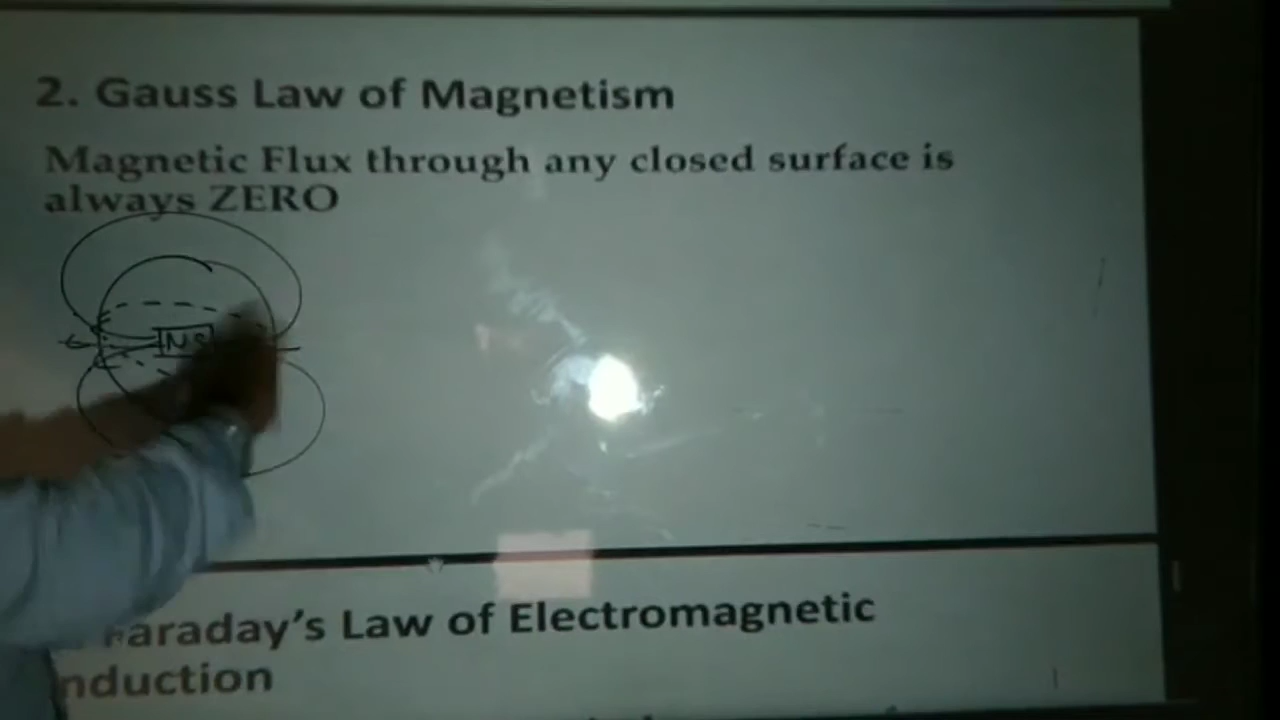 2. Gauss Law of Magnetism
Magnetic Flux through any closed surface is
always ZERO
NS
Faraday's Law of Electromagnetic
nduction